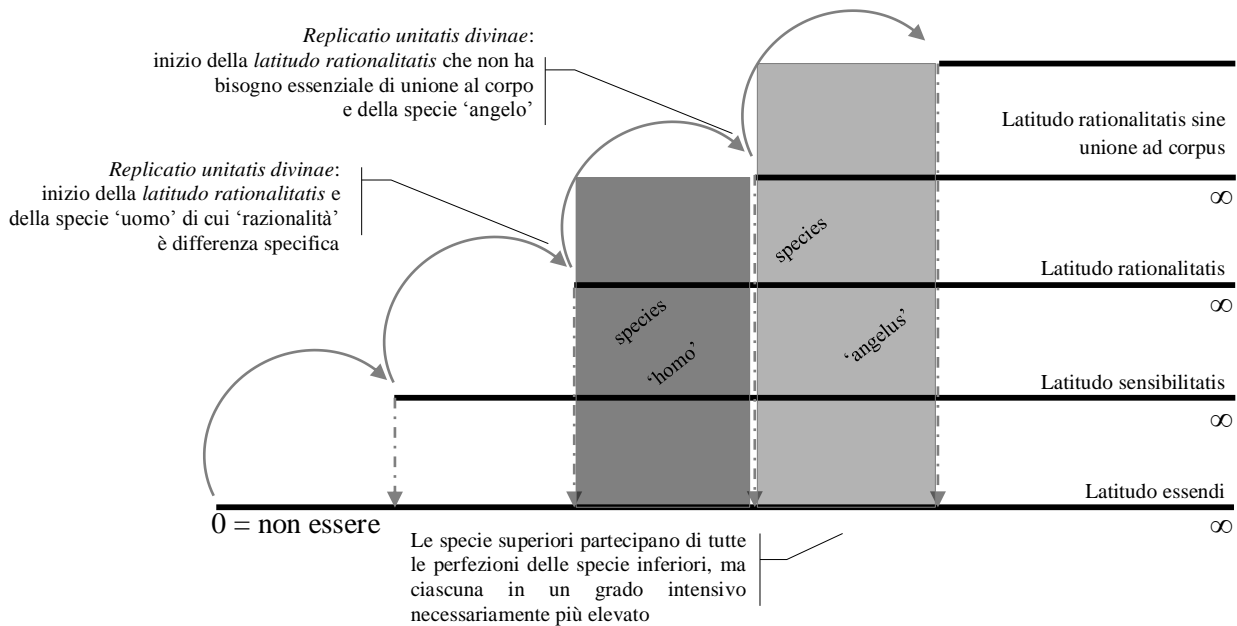 Replicatio unitatis divinae:
inizio della latitudo rationalitatis che non ha
bisogno essenziale di unione al corpo
e della specie ‘angelo’
Latitudo rationalitatis sine
unione ad corpus
∞
Replicatio unitatis divinae:
inizio della latitudo rationalitatis e
della specie ‘uomo’ di cui ‘razionalità’
è differenza specifica
species
‘angelus’
Latitudo rationalitatis
∞
species
‘homo’
Latitudo sensibilitatis
∞
Latitudo essendi
∞
0 = non essere
Le specie superiori partecipano di tutte
le perfezioni delle specie inferiori, ma
ciascuna in un grado intensivo
necessariamente più elevato